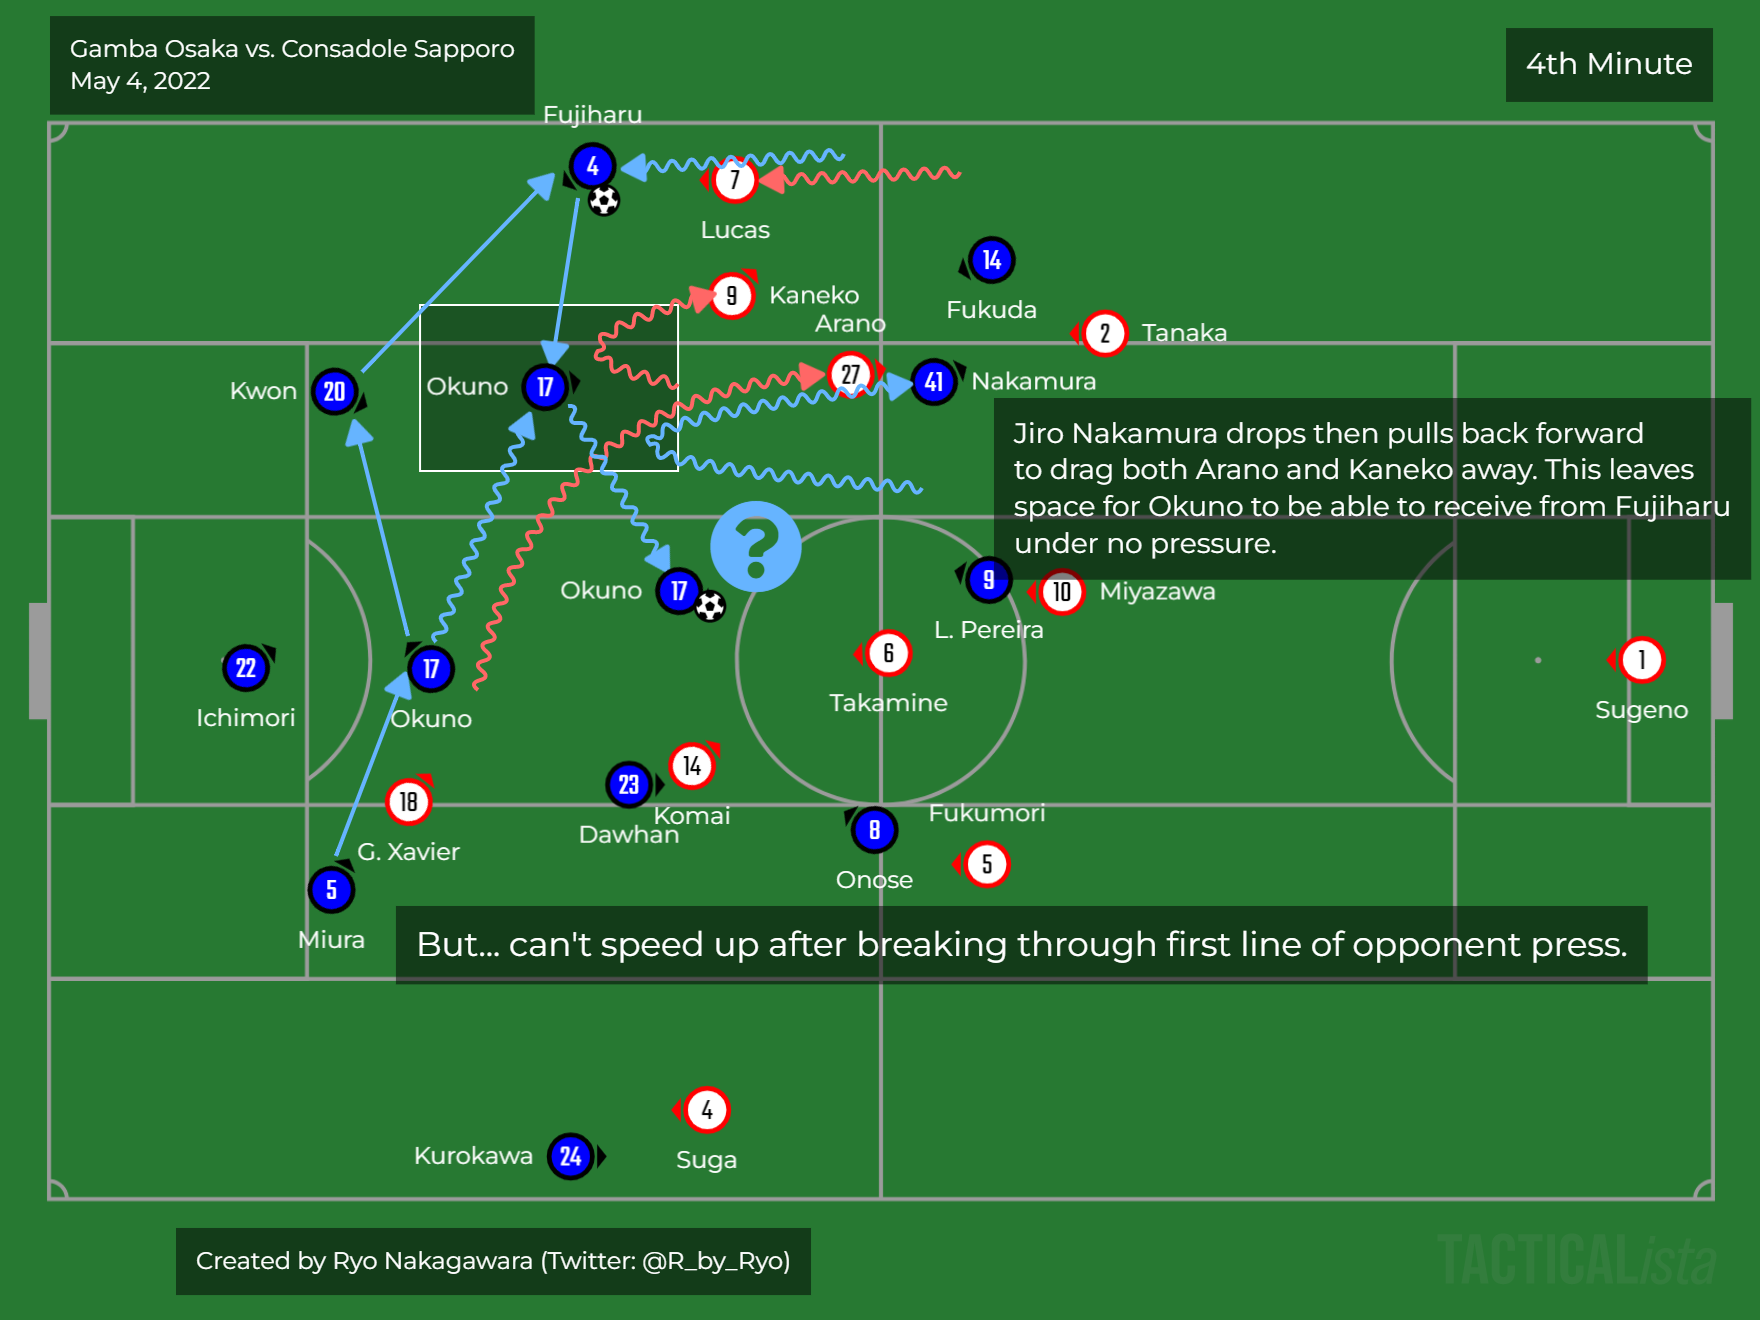 Gamba Osaka vs. Consadole Sapporo
May 4, 2022
4th Minute
Fujiharu
4
7
Lucas
14
Fukuda
9
Kaneko
Arano
2
Tanaka
27
41
Nakamura
Kwon
20
Okuno
17
Jiro Nakamura drops then pulls back forward
to drag both Arano and Kaneko away. This leaves
space for Okuno to be able to receive from Fujiharu
under no pressure.
?
Okuno
17
9
L. Pereira
10
Miyazawa
6
Takamine
1
Sugeno
22
Ichimori
17
Okuno
14
Komai
23
Dawhan
18
G. Xavier
8
Onose
Fukumori
5
5
Miura
But... can't speed up after breaking through first line of opponent press.
4
Suga
Kurokawa
24
Created by Ryo Nakagawara (Twitter: @R_by_Ryo)
TACTICALista